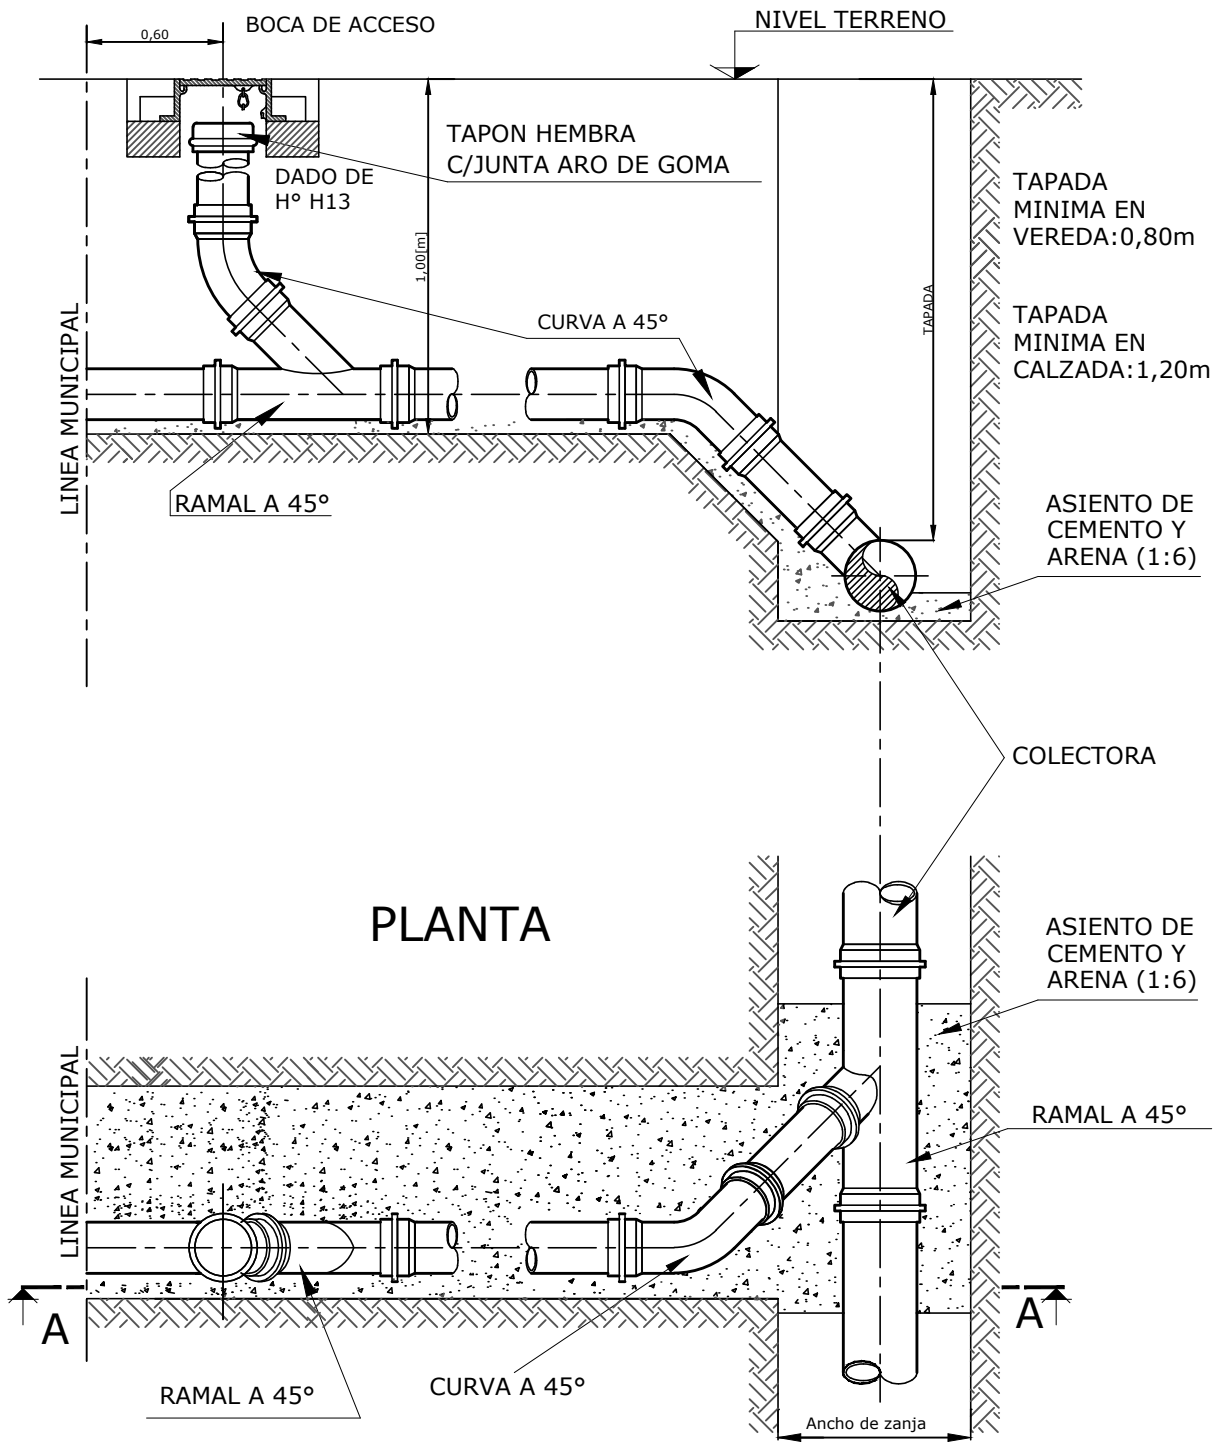 BOCA DE ACCESO
NIVEL TERRENO
0,60
TAPON HEMBRA
C/JUNTA ARO DE GOMA
DADO DE
H° H13
TAPADA
MINIMA EN
VEREDA:0,80m
1,00[m]
TAPADA
CURVA A 45°
TAPADA
MINIMA EN
CALZADA:1,20m
LINEA MUNICIPAL
RAMAL A 45°
ASIENTO DE
CEMENTO Y
ARENA (1:6)
COLECTORA
PLANTA
ASIENTO DE
CEMENTO Y
ARENA (1:6)
LINEA MUNICIPAL
RAMAL A 45°
A
A
RAMAL A 45°
CURVA A 45°
Ancho de zanja